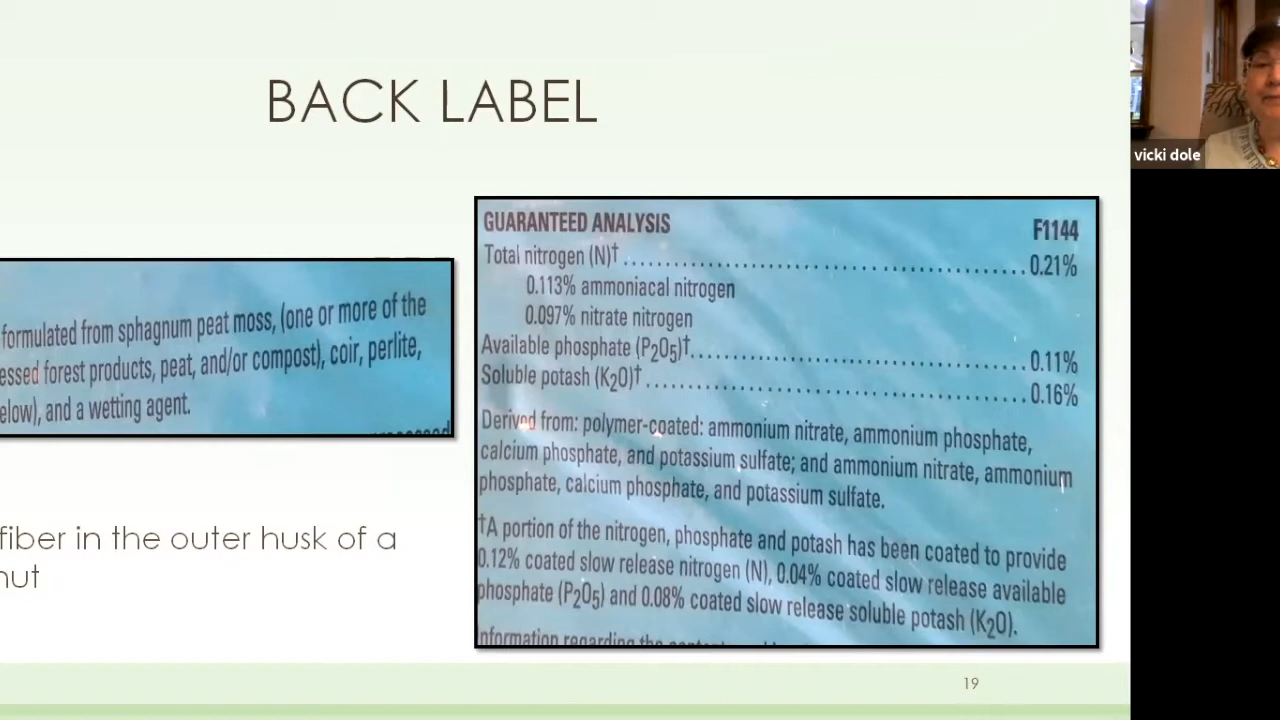 BACK LABEL
vicki dole
formulated from sphagnum peat moss, (one or more of the
essed forest products, peat, and/or compost), coir, perlite,
elow), and a wetting agent.
fiber in the outer husk of a
nut
GUARANTEED ANALYSIS F1144
Total nitrogen (N)†........................................0.21%
0.113% ammoniacal nitrogen
0.097% nitrate nitrogen
Available phosphate (P2O5)†........................................0.11%
Soluble potash (K2O)†........................................0.16%
Derived from: polymer-coated: ammonium nitrate, ammonium phosphate,
calcium phosphate, and potassium sulfate; and ammonium nitrate, ammonium
phosphate, calcium phosphate, and potassium sulfate.
†A portion of the nitrogen, phosphate and potash has been coated to provide
0.12% coated slow release nitrogen (N), 0.04% coated slow release available
phosphate (P2O5) and 0.08% coated slow release soluble potash (K2O).
nformation regarding the
19